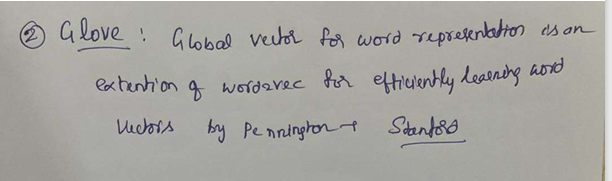 ② Glove : Global vector for word representation is an
extention of word2vec for efficiently learning word
Vectors by Pennington → Stanford